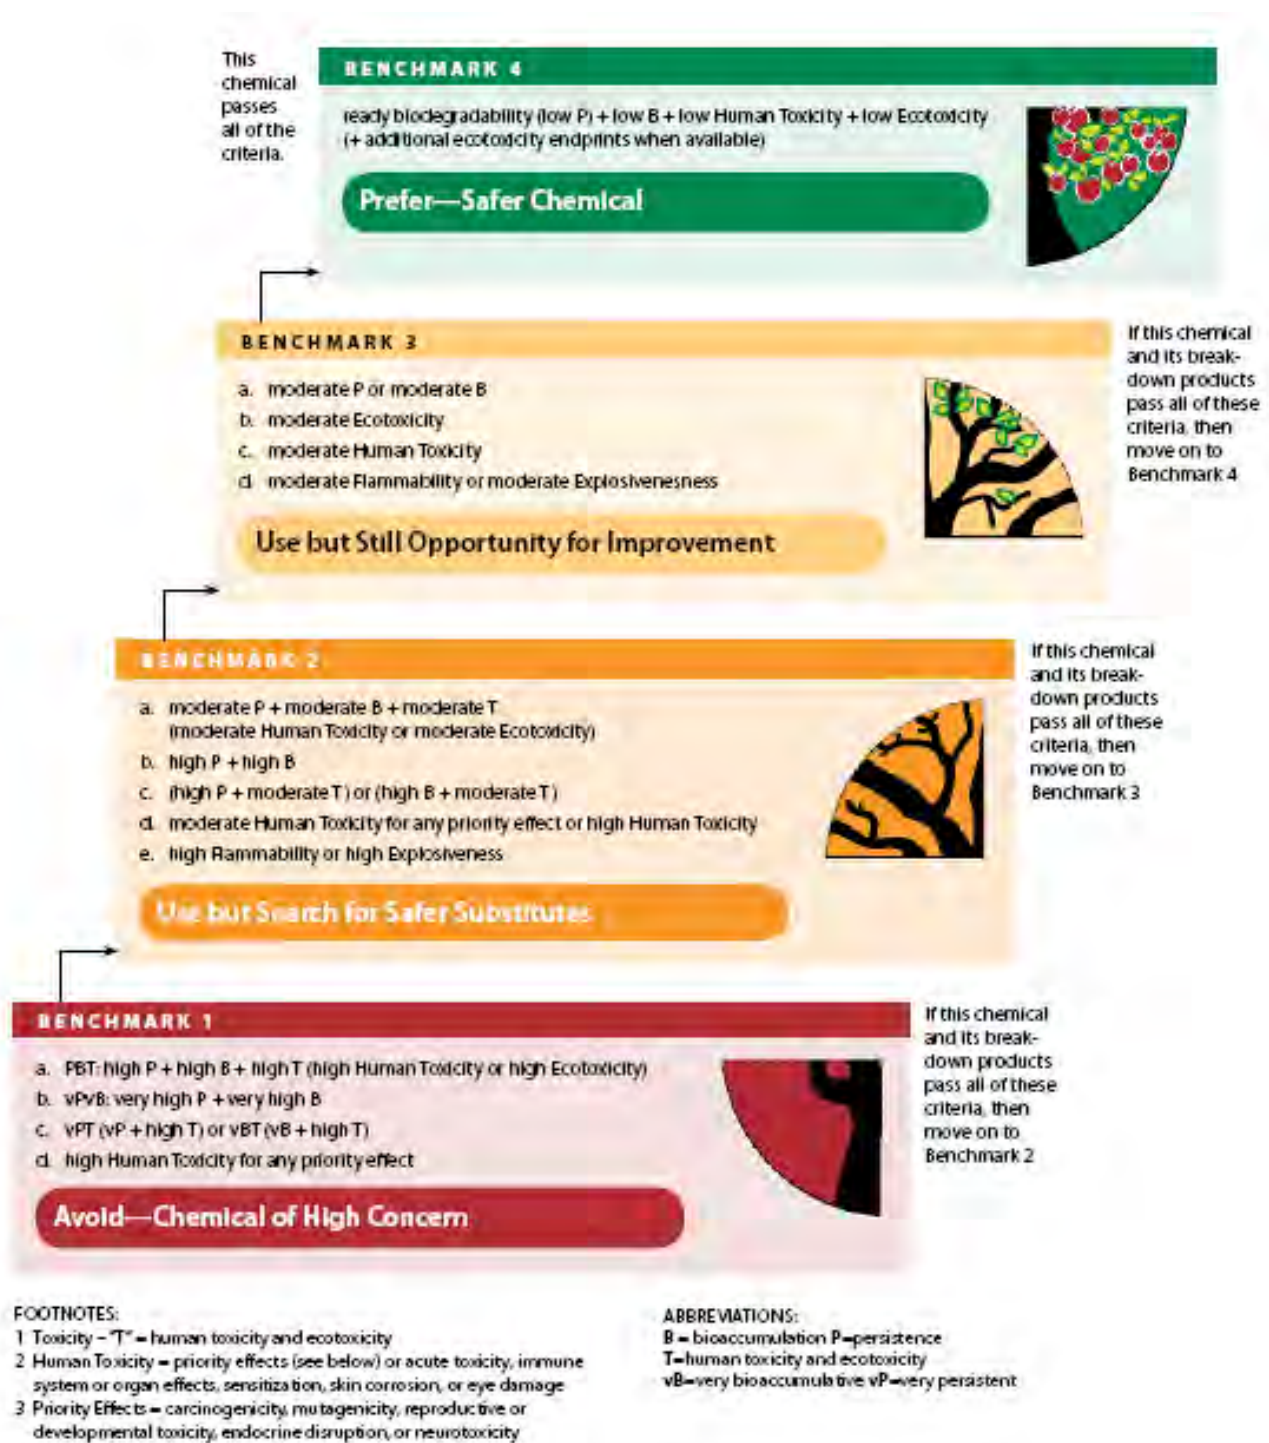 This
chemical
passes
all of the
criteria.
BENCHMARK 4
ready biodegradability (low P) + low B + low Human Toxicity + low Ecotoxicity
(+ additional ecotoxicity endprints when available)
Prefer—Safer Chemical
BENCHMARK 3
a. moderate P or moderate B
b. moderate Ecotoxicity
c. moderate Human Toxicity
d. moderate Flammability or moderate Explosivenesness
Use but Still Opportunity for Improvement
If this chemical
and its break-
down products
pass all of these
criteria, then
move on to
Benchmark 4
BENCHMARK 2
a. moderate P + moderate B + moderate T
(moderate Human Toxicity or moderate Ecotoxicity)
b. high P + high B
c. (high P + moderate T) or (high B + moderate T)
d. moderate Human Toxicity for any priority effect or high Human Toxicity
e. high Flammability or high Explosiveness
Use but Search for Safer Substitutes
If this chemical
and its break-
down products
pass all of these
criteria, then
move on to
Benchmark 3
BENCHMARK 1
a. PBT: high P + high B + high T (high Human Toxicity or high Ecotoxicity)
b. vPvB: very high P + very high B
c. vPT (vP + high T) or vBT (vB + high T)
d. high Human Toxicity for any priority effect
Avoid—Chemical of High Concern
If this chemical
and its break-
down products
pass all of these
criteria, then
move on to
Benchmark 2
FOOTNOTES:
1 Toxicity – "T" = human toxicity and ecotoxicity
2 Human Toxicity = priority effects (see below) or acute toxicity, immune
system or organ effects, sensitization, skin corrosion, or eye damage
3 Priority Effects = carcinogenicity, mutagenicity, reproductive or
developmental toxicity, endocrine disruption, or neurotoxicity
ABBREVIATIONS:
B = bioaccumulation P=persistence
T=human toxicity and ecotoxicity
vB=very bioaccumulative vP=very persistent